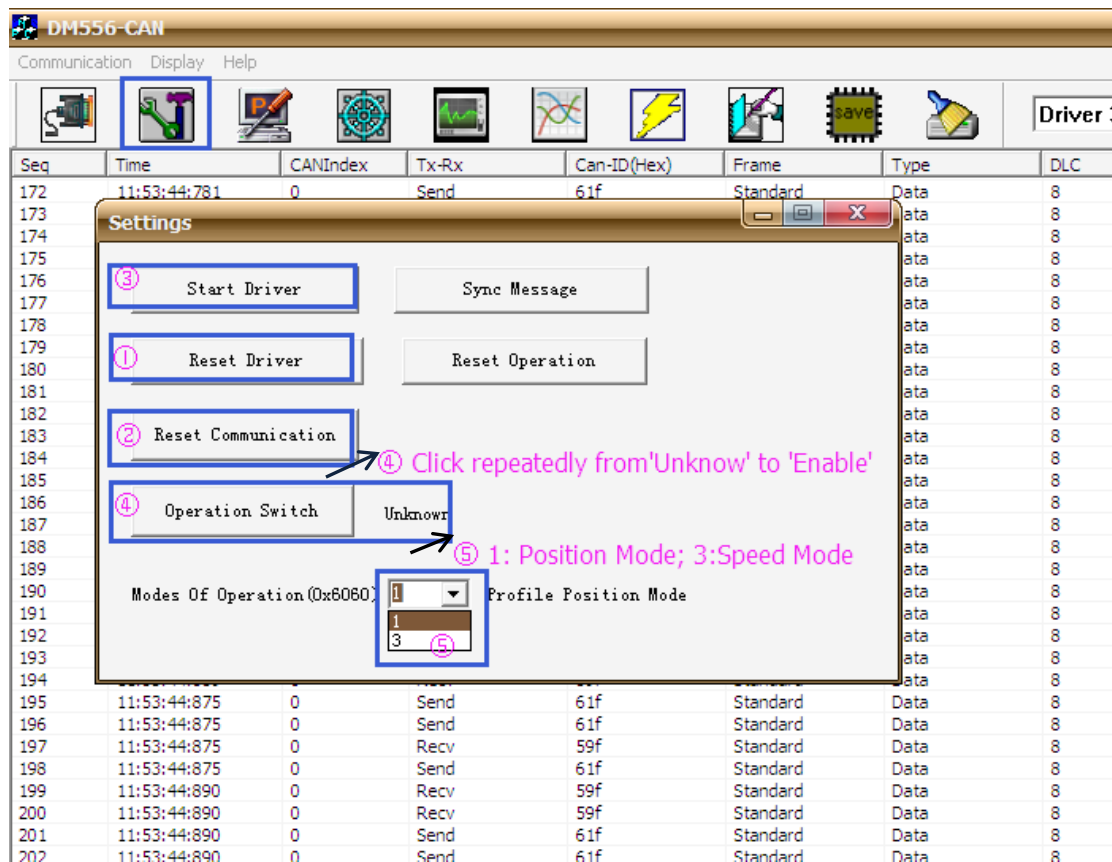 DM556-CAN
Communication Display Help
P
save
Driver 3
Seq Time CANIndex Tx-Rx Can-ID(Hex) Frame Type DLC
172 11:53:44:781 0 Send 61f Standard Data 8
173 ata 8
Settings
174 ata 8
175 ata 8
176 ata 8
③ Start Driver Sync Message
177 ata 8
178 ata 8
179 ata 8
① Reset Driver Reset Operation
180 ata 8
181 ata 8
182 ata 8
183 ata 8
② Reset Communication
184 ata 8
④ Click repeatedly from'Unknow' to 'Enable'
185 ata 8
186 ata 8
④ Operation Switch Unknown
187 ata 8
188 ata 8
⑤ 1: Position Mode; 3:Speed Mode
189 ata 8
190 ata 8
Modes Of Operation(0x6060) 1 Profile Position Mode
191 ata 8
1
192 ata 8
3 ⑤
193 ata 8
194 Data 8
195 11:53:44:875 0 Send 61f Standard Data 8
196 11:53:44:875 0 Send 61f Standard Data 8
197 11:53:44:875 0 Recv 59f Standard Data 8
198 11:53:44:875 0 Send 61f Standard Data 8
199 11:53:44:890 0 Recv 59f Standard Data 8
200 11:53:44:890 0 Recv 59f Standard Data 8
201 11:53:44:890 0 Send 61f Standard Data 8
202 11:53:44:890 0 Send 61f Standard Data 8